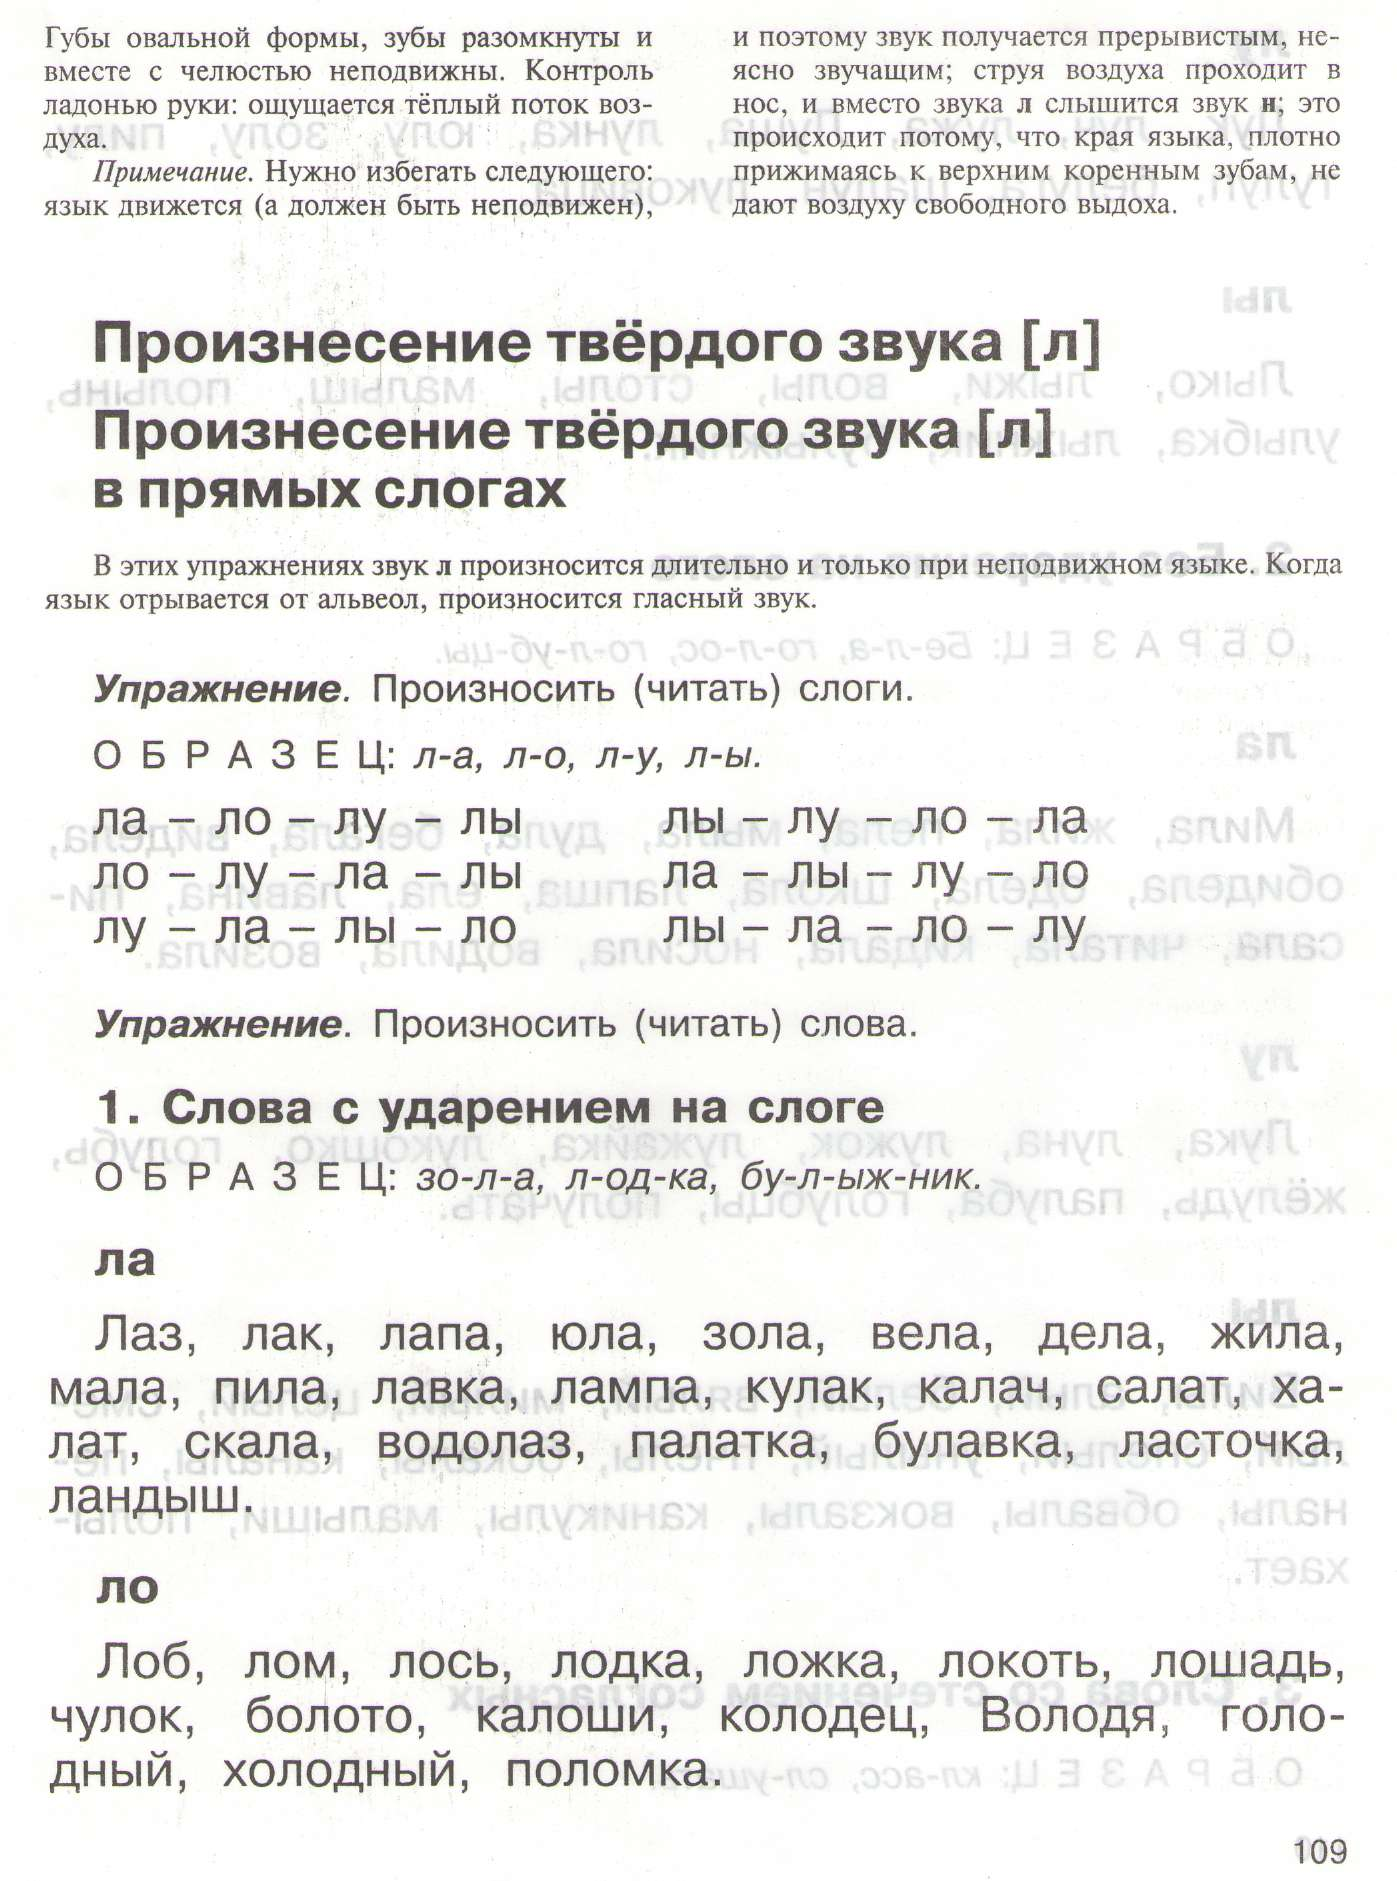 Губы овальной формы, зубы разомкнуты и
вместе с челюстью неподвижны. Контроль
ладонью руки: ощущается тёплый поток воз-
духа.
Примечание. Нужно избегать следующего:
язык движется (а должен быть неподвижен),
и поэтому звук получается прерывистым, не-
ясно звучащим; струя воздуха проходит в
нос, и вместо звука л слышится звук н; это
происходит потому, что края языка, плотно
прижимаясь к верхним коренным зубам, не
дают воздуху свободного выдоха.
Произнесение твёрдого звука [л]
Произнесение твёрдого звука [л]
в прямых слогах
В этих упражнениях звук л произносится длительно и только при неподвижном языке. Когда
язык отрывается от альвеол, произносится гласный звук.
Упражнение. Произносить (читать) слоги.
О Б Р А З Е Ц: л-а, л-о, л-у, л-ы.
ла – ло – лу – лы лы – лу – ло – ла
ло – лу – ла – лы ла – лы – лу – ло
лу – ла – лы – ло лы – ла – ло – лу
Упражнение. Произносить (читать) слова.
1. Слова с ударением на слоге
О Б Р А З Е Ц: зо-л-а, л-од-ка, бу-л-ыж-ник.
ла
Лаз, лак, лапа, юла, зола, вела, дела, жила,
мала, пила, лавка, лампа, кулак, калач, салат, ха-
лат, скала, водолаз, палатка, булавка, ласточка,
ландыш.
ло
Лоб, лом, лось, лодка, ложка, локоть, лошадь,
чулок, болото, калоши, колодец, Володя, голо-
дный, холодный, поломка.
109